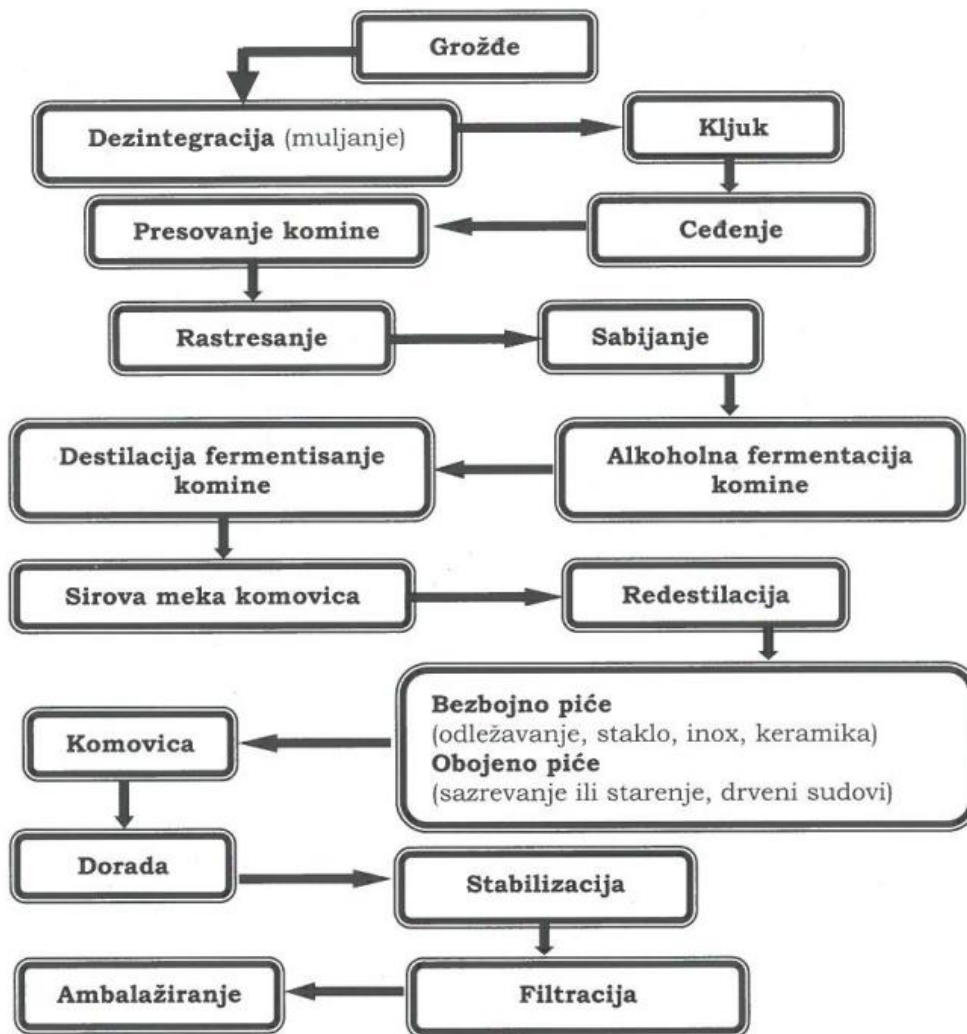 Grožđe
Dezintegracija (muljanje)
Kljuk
Presovanje komine
Ceđenje
Rastresanje
Sabijanje
Destilacija fermentisanje
komine
Alkoholna fermentacija
komine
Sirova meka komovica
Redestilacija
Bezbojno piće
(odležavanje, staklo, inox, keramika)
Obojeno piće
(sazrevanje ili starenje, drveni sudovi)
Komovica
Dorada
Stabilizacija
Ambalažiranje
Filtracija